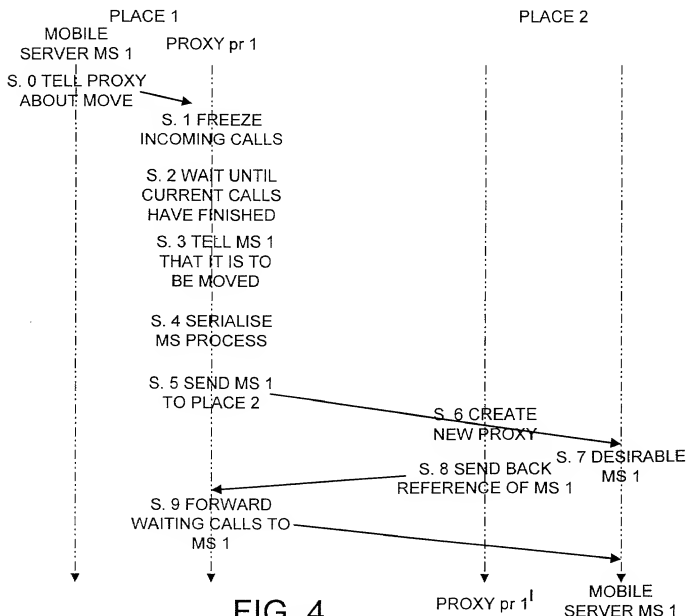 PLACE 1
PLACE 2
MOBILE
SERVER MS 1
PROXY pr 1
S. 0 TELL PROXY
ABOUT MOVE
S. 1 FREEZE
INCOMING CALLS
S. 2 WAIT UNTIL
CURRENT CALLS
HAVE FINISHED
S. 3 TELL MS 1
THAT IT IS TO
BE MOVED
S. 4 SERIALISE
MS PROCESS
S. 5 SEND MS 1
TO PLACE 2
S. 6 CREATE
NEW PROXY
S. 7 DESIRABLE
MS 1
S. 8 SEND BACK
REFERENCE OF MS 1
S. 9 FORWARD
WAITING CALLS TO
MS 1
FIG. 4
PROXY pr 1ꞌ
MOBILE
SERVER MS 1